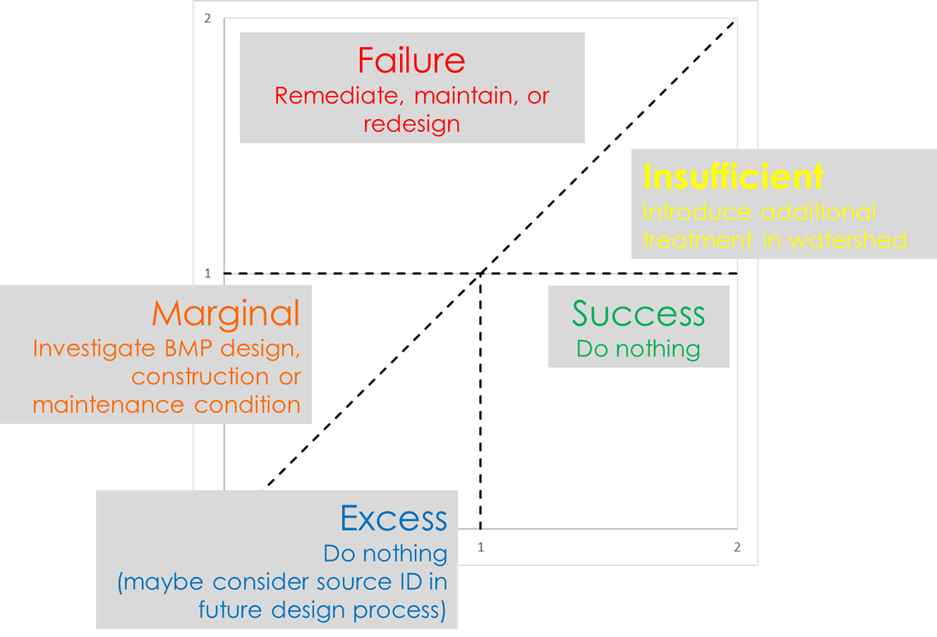 2
Failure
Remediate, maintain, or
redesign
Insufficient
Introduce additional
treatment in watershed
1
Marginal
Investigate BMP design,
construction or
maintenance condition
Success
Do nothing
Excess
Do nothing
(maybe consider source ID in
future design process)
1
2